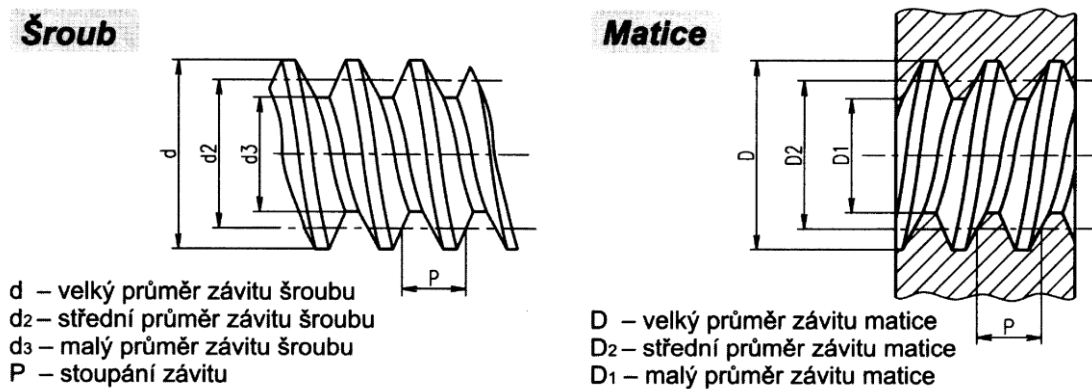 Šroub
d
d2
d3
P
d – velký průměr závitu šroubu
d2 – střední průměr závitu šroubu
d3 – malý průměr závitu šroubu
P – stoupání závitu
Matice
D
D2
D1
P
D – velký průměr závitu matice
D2 – střední průměr závitu matice
D1 – malý průměr závitu matice